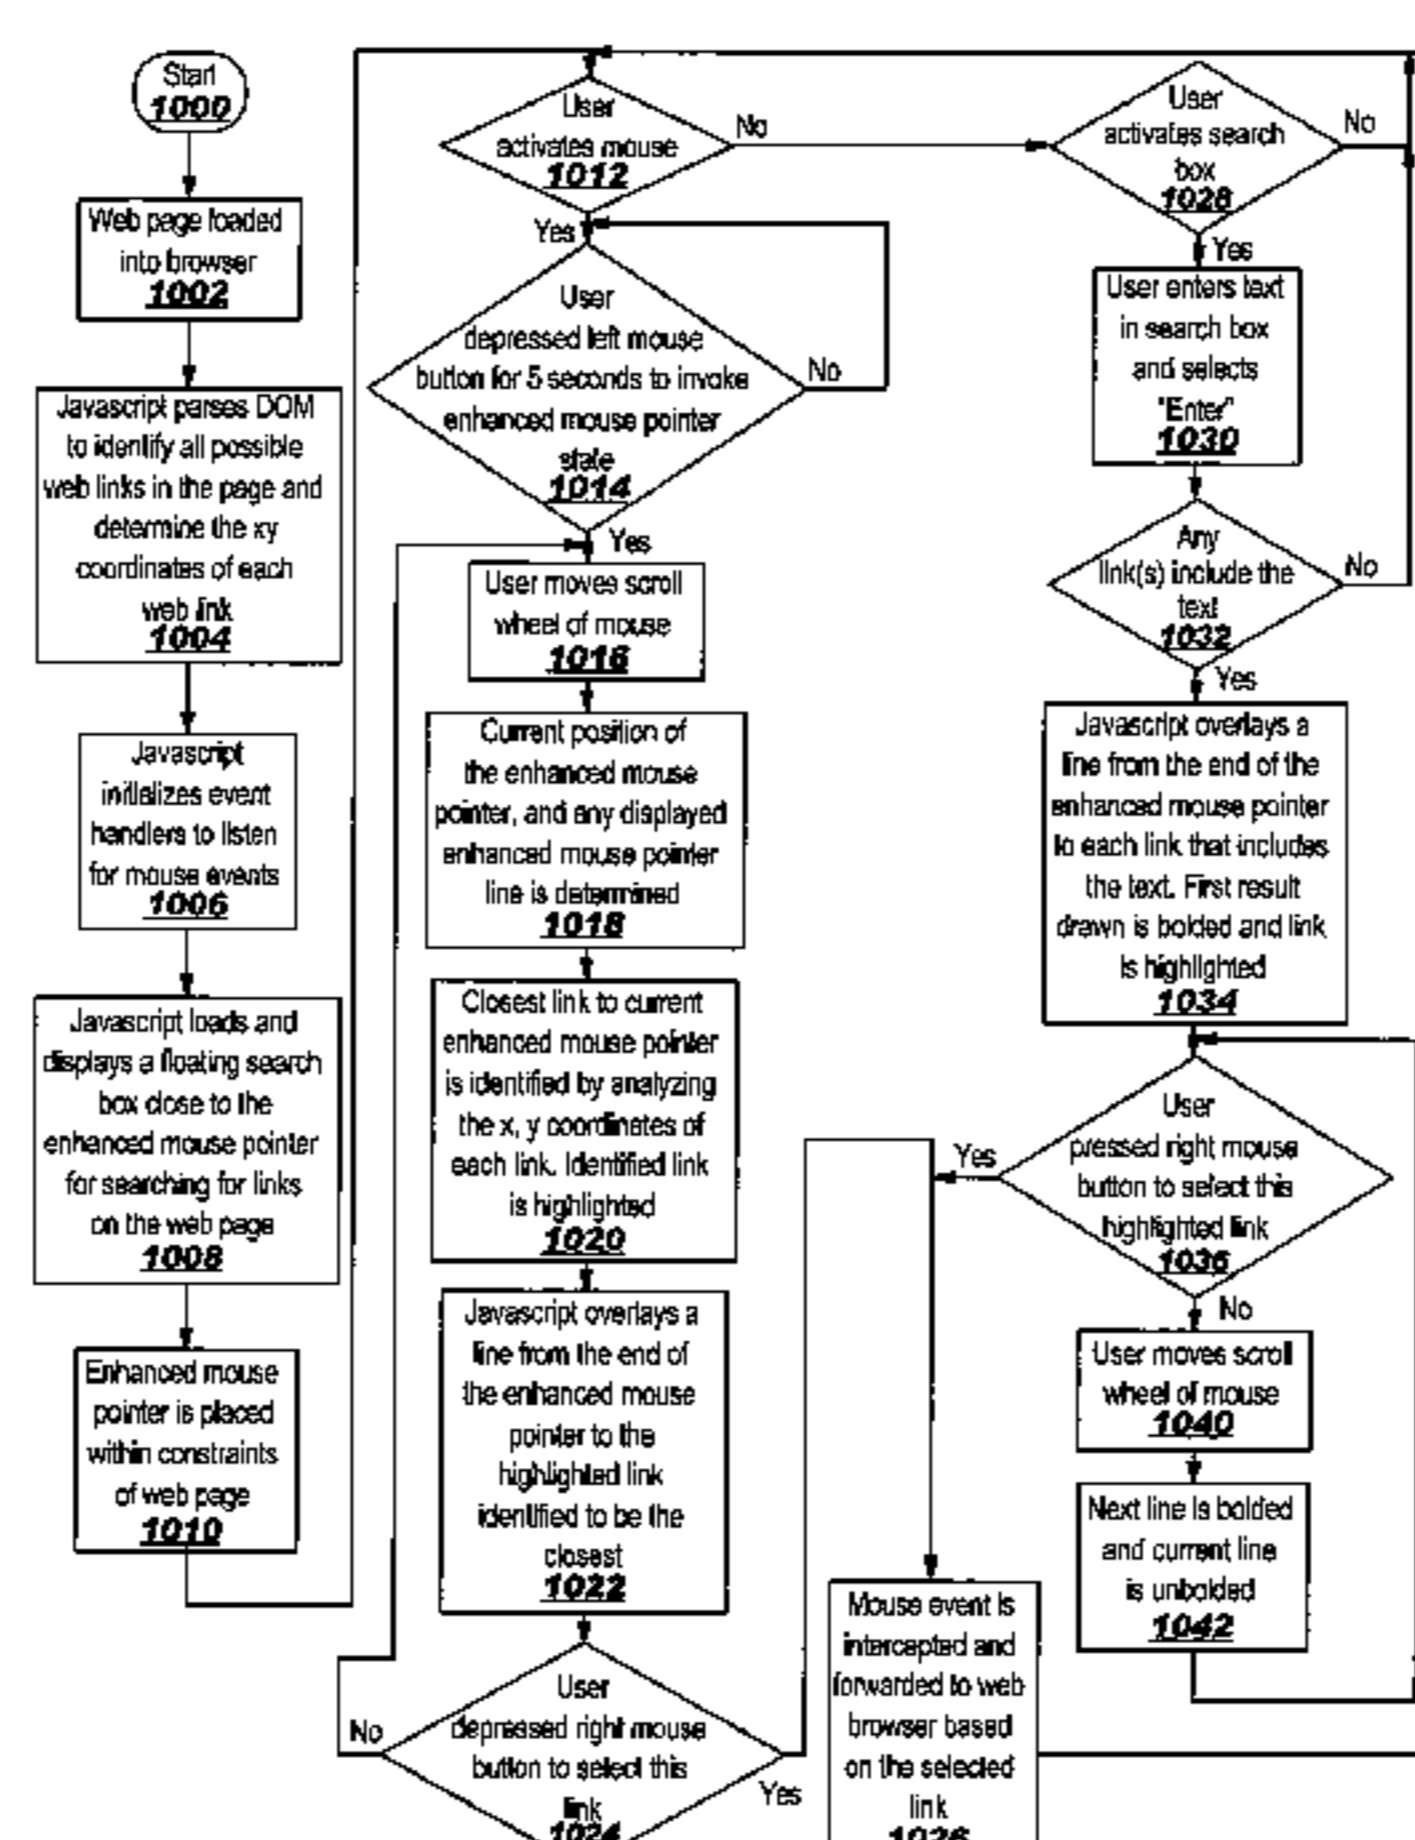 Start
1000
Web page loaded
into browser
1002
Javascript parses DOM
to identify all possible
web links in the page and
determine the xy
coordinates of each
web link
1004
Javascript
initializes event
handlers to listen
for mouse events
1006
Javascript loads and
displays a floating search
box close to the
enhanced mouse pointer
for searching for links
on the web page
1008
Enhanced mouse
pointer is placed
within constraints
of web page
1010
User
activates mouse
1012
No
Yes
User
depressed left mouse
button for 5 seconds to invoke
enhanced mouse pointer
state
1014
No
Yes
User moves scroll
wheel of mouse
1016
Current position of
the enhanced mouse
pointer, and any displayed
enhanced mouse pointer
line is determined
1018
Closest link to current
enhanced mouse pointer
is identified by analyzing
the x, y coordinates of
each link. Identified link
is highlighted
1020
Javascript overlays a
line from the end of
the enhanced mouse
pointer to the
highlighted link
identified to be the
closest
1022
User
depressed right mouse
button to select this
link
1024
No
Yes
Mouse event is
intercepted and
forwarded to web
browser based
on the selected
link
1026
User
activates search
box
1028
No
Yes
User enters text
in search box
and selects
"Enter"
1030
Any
link(s) include the
text
1032
No
Yes
Javascript overlays a
line from the end of the
enhanced mouse pointer
to each link that includes
the text. First result
drawn is bolded and link
is highlighted
1034
User
pressed right mouse
button to select this
highlighted link
1036
Yes
No
User moves scroll
wheel of mouse
1040
Next line is bolded
and current line
is unbolded
1042